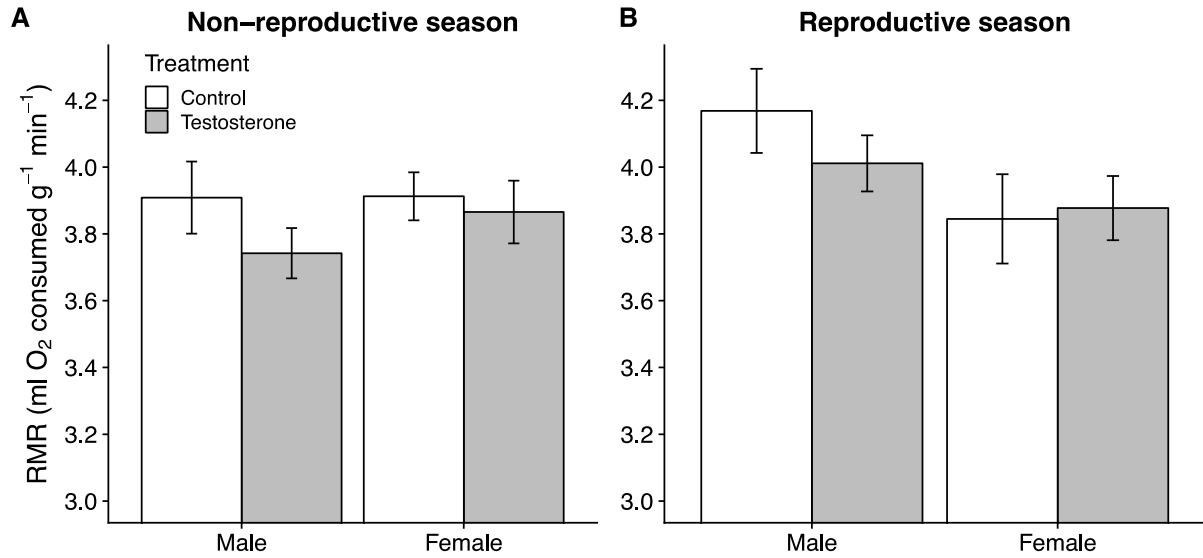 A Non−reproductive season
Treatment
Control
Testosterone
RMR (ml O₂ consumed g⁻¹ min⁻¹)
4.2
4.0
3.8
3.6
3.4
3.2
3.0
Male Female
B Reproductive season
4.2
4.0
3.8
3.6
3.4
3.2
3.0
Male Female